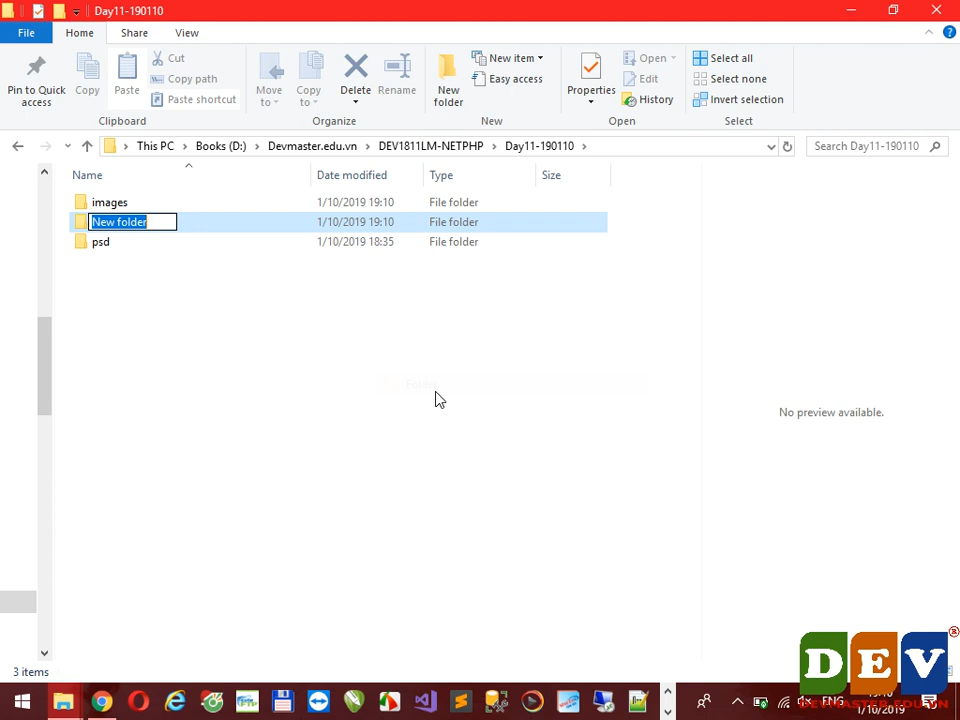 Day11-190110
File Home Share View
Pin to Quick access
Copy
Paste
Cut
Copy path
Paste shortcut
Clipboard
Move to
Copy to
Delete
Rename
Organize
New folder
New item
Easy access
New
Properties
Open
Edit
History
Open
Select all
Select none
Invert selection
Select
This PC Books (D:) Devmaster.edu.vn DEV1811LM-NETPHP Day11-190110
Search Day11-190110
Name Date modified Type Size
images 1/10/2019 19:10 File folder
New folder 1/10/2019 19:10 File folder
psd 1/10/2019 18:35 File folder
Folder
No preview available.
3 items
DEV
ENG
DEVMASTER.EDU.VN
1/10/2019